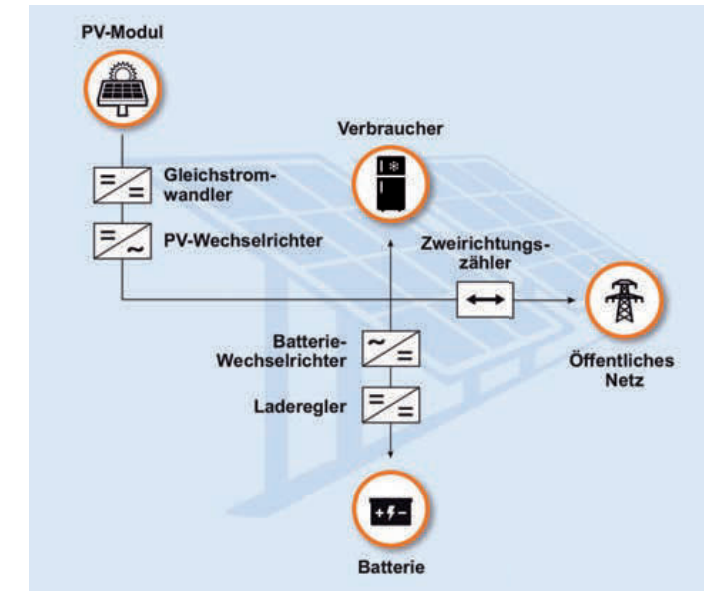 PV-Modul
Verbraucher
Gleichstrom-
wandler
PV-Wechselrichter
Zweirichtungs-
zähler
Batterie-
Wechselrichter
Öffentliches
Netz
Laderegler
Batterie